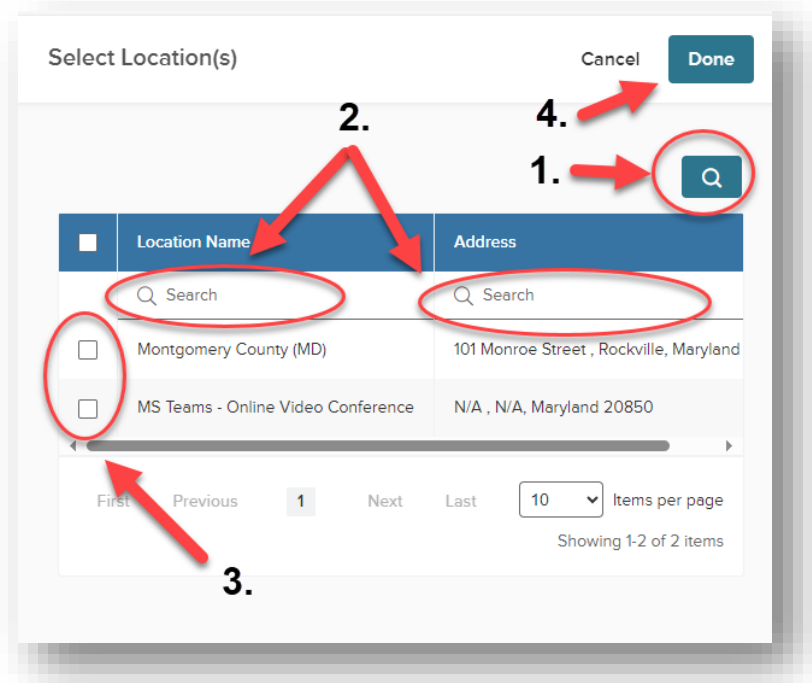 Select Location(s) Cancel Done
2. 4.
1.
Location Name Address
Search Search
Montgomery County (MD) 101 Monroe Street , Rockville, Maryland
MS Teams - Online Video Conference N/A , N/A, Maryland 20850
First Previous 1 Next Last 10 Items per page
Showing 1-2 of 2 items
3.